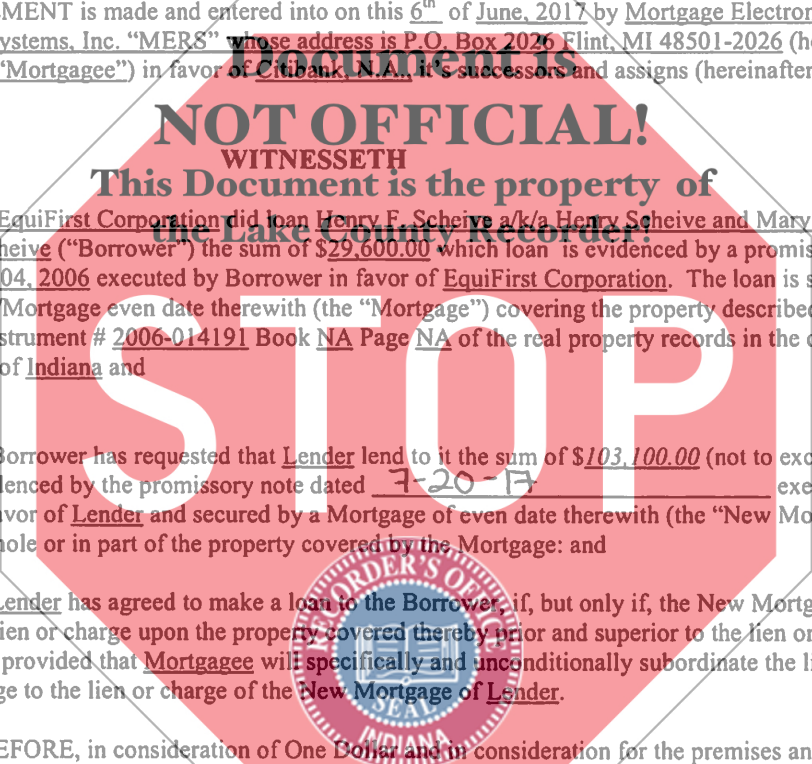 MENT is made and entered into on this 6th of June, 2017 by Mortgage Electron
ystems, Inc. “MERS” whose address is P.O. Box 2026 Flint, MI 48501-2026 (he
“Mortgagee”) in favor of Citibank, N.A., it’s successors and assigns (hereinafter
Document is
NOT OFFICIAL!
WITNESSETH
This Document is the property of
the Lake County Recorder!
EquiFirst Corporation did loan Henry F. Scheive a/k/a Henry Scheive and Mary
heive (“Borrower”) the sum of $29,600.00 which loan is evidenced by a promis
04, 2006 executed by Borrower in favor of EquiFirst Corporation. The loan is s
Mortgage even date therewith (the “Mortgage”) covering the property described
strument # 2006-014191 Book NA Page NA of the real property records in the c
of Indiana and
STOP
orrower has requested that Lender lend to it the sum of $103,100.00 (not to exc
lenced by the promissory note dated 7-20-17 exe
vor of Lender and secured by a Mortgage of even date therewith (the “New Mo
hole or in part of the property covered by the Mortgage: and
Lender has agreed to make a loan to the Borrower, if, but only if, the New Mortg
ien or charge upon the property covered thereby prior and superior to the lien or
provided that Mortgagee will specifically and unconditionally subordinate the li
ge to the lien or charge of the New Mortgage of Lender.
RECORDER'S OFFICE
SEAL
INDIANA
EFORE, in consideration of One Dollar and in consideration for the premises an